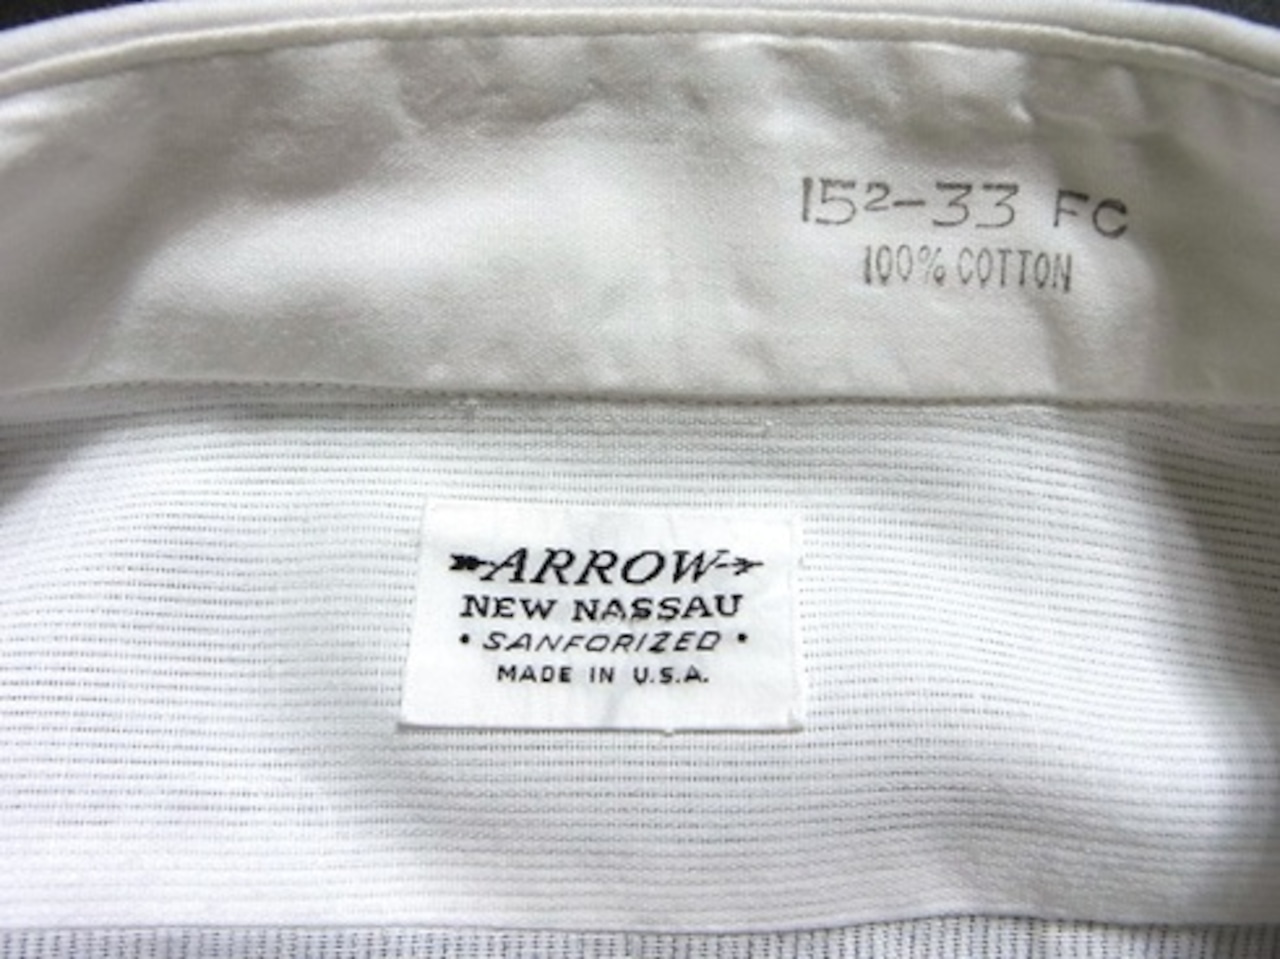 15²-33 FC
100% COTTON
ARROW
NEW NASSAU
• SANFORIZED •
MADE IN U.S.A.